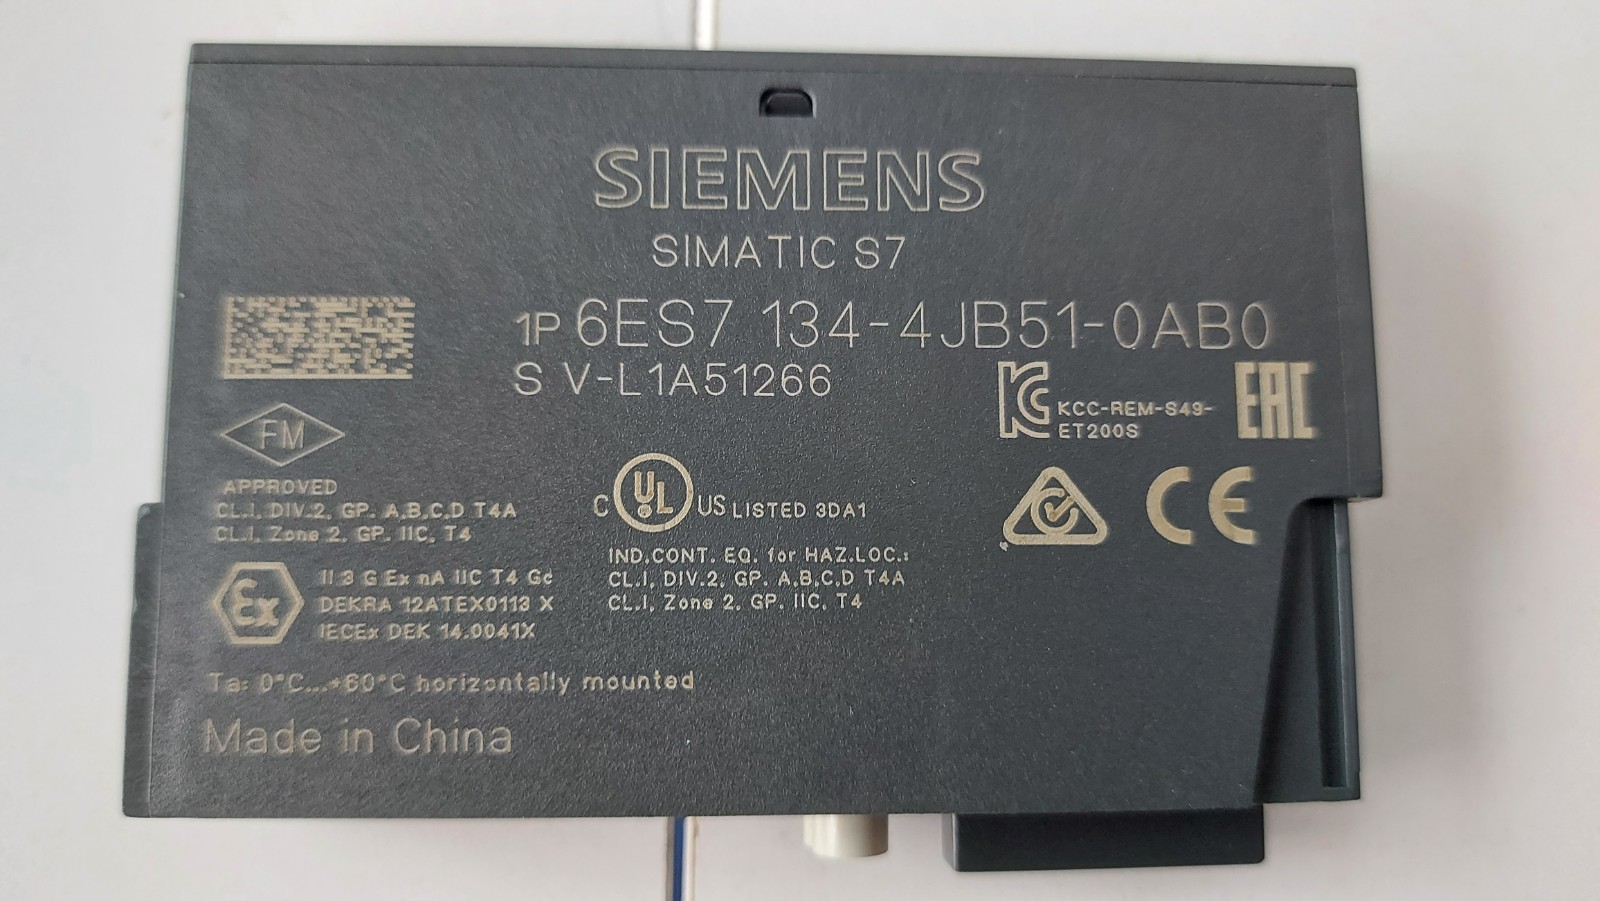 SIEMENS
SIMATIC S7
1P 6ES7 134-4JB51-0AB0
S V-L1A51266
KCC-REM-S49-
ET200S
EAC
FM
APPROVED
CL.I, DIV.2, GP. A,B,C,D T4A
CL.I, Zone 2, GP. IIC, T4
C UL US LISTED 3DA1
IND.CONT. EQ. for HAZ.LOC.:
CL.I, DIV.2, GP. A,B,C,D T4A
CL.I, Zone 2, GP. IIC, T4
CE
Ex
II 3 G Ex nA IIC T4 Gc
DEKRA 12ATEX0113 X
IECEx DEK 14.0041X
Ta: 0°C...+60°C horizontally mounted
Made in China